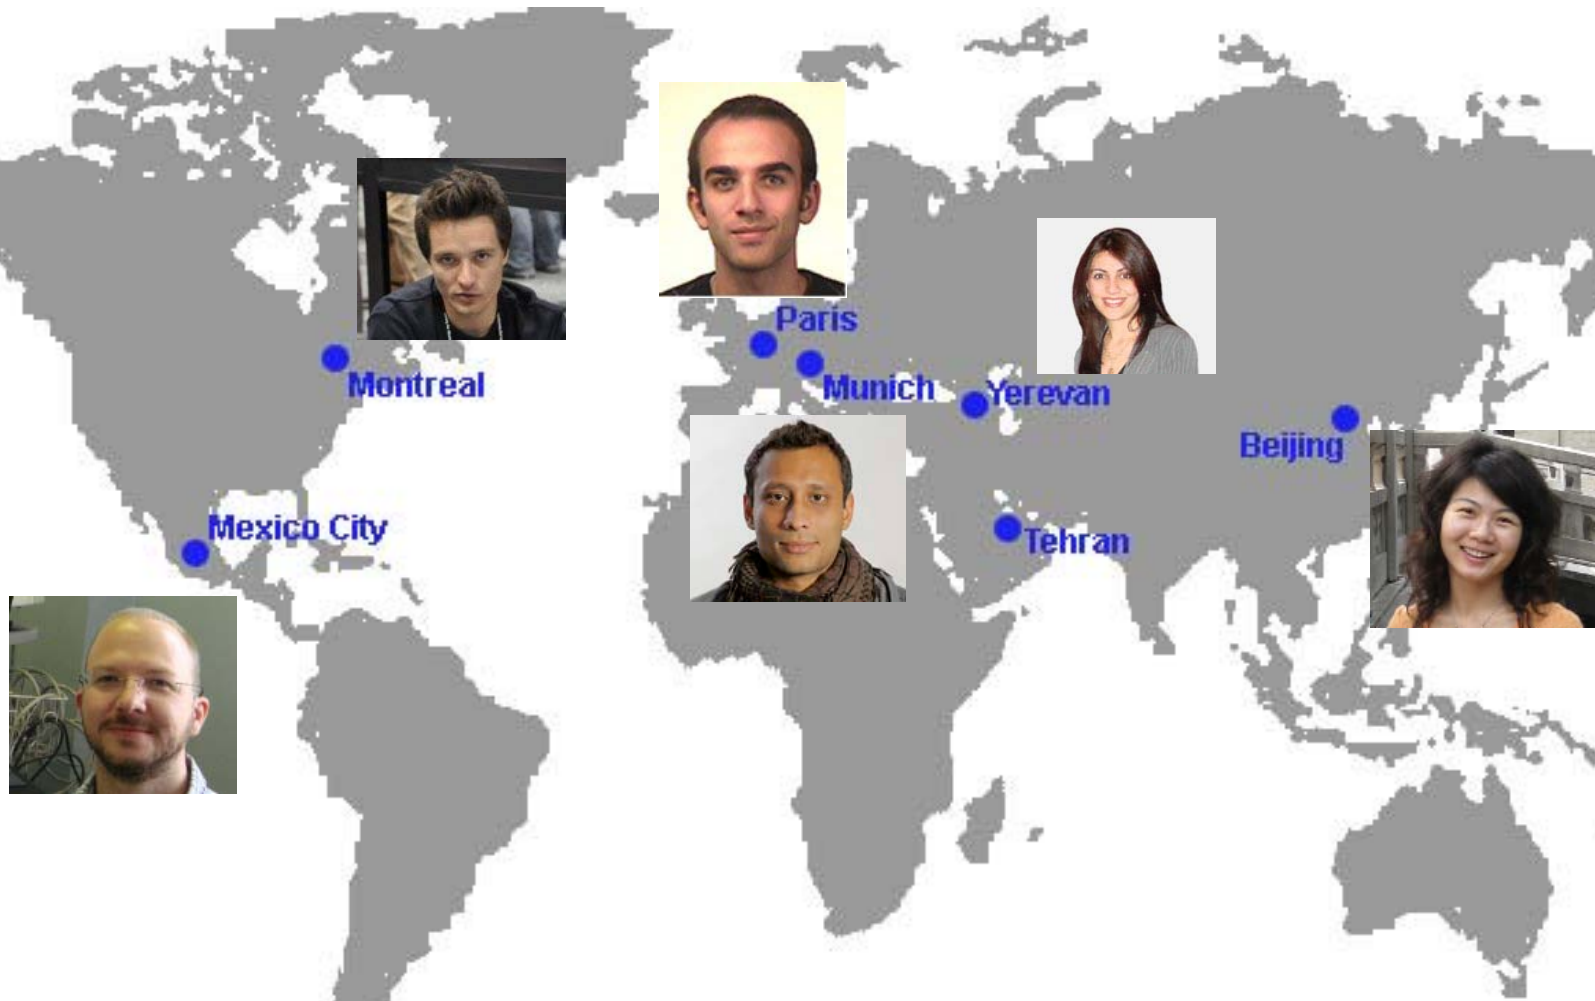 Paris
Montreal
Munich
Yerevan
Beijing
Mexico City
Tehran